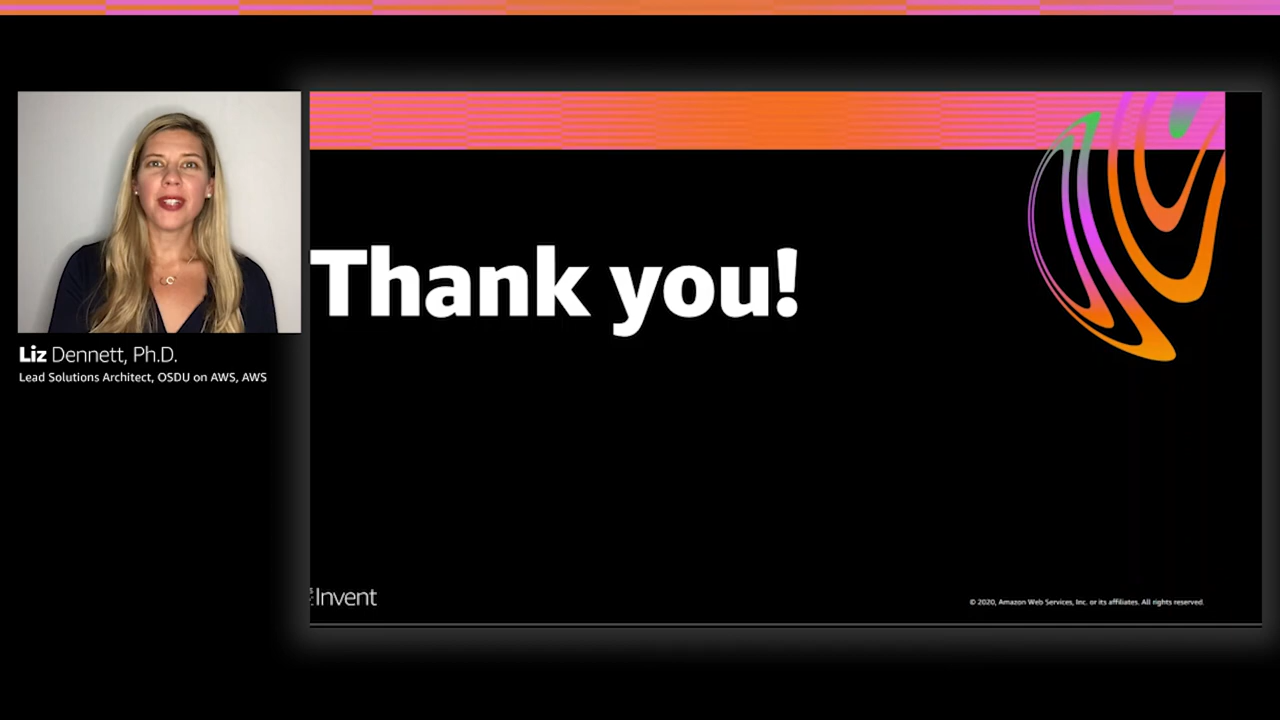 Liz Dennett, Ph.D.
Lead Solutions Architect, OSDU on AWS, AWS
Thank you!
:Invent
© 2020, Amazon Web Services, Inc. or its affiliates. All rights reserved.